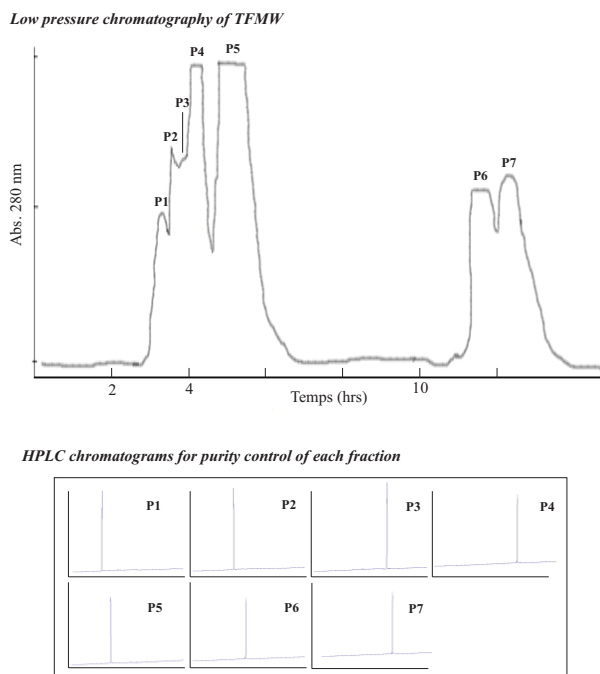 Low pressure chromatography of TFMW
P4 P5
P3
P2
P1
P6 P7
Abs. 280 nm
2 4 10
Temps (hrs)
HPLC chromatograms for purity control of each fraction
P1 P2 P3 P4
P5 P6 P7